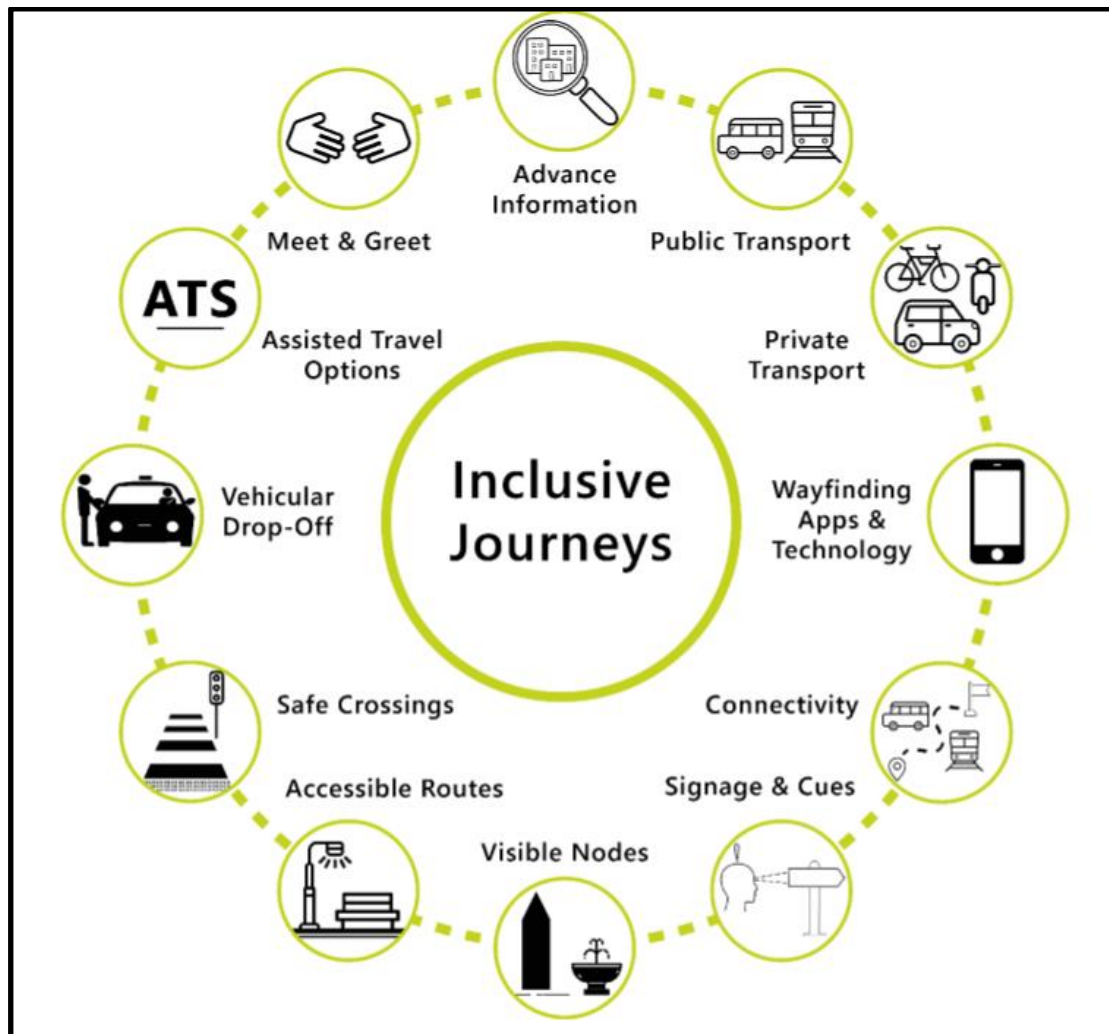 Advance
Information
Public Transport
Private
Transport
Wayfinding
Apps &
Technology
Connectivity
Signage & Cues
Visible Nodes
Accessible Routes
Safe Crossings
Vehicular
Drop-Off
ATS
Assisted Travel
Options
Meet & Greet
Inclusive
Journeys